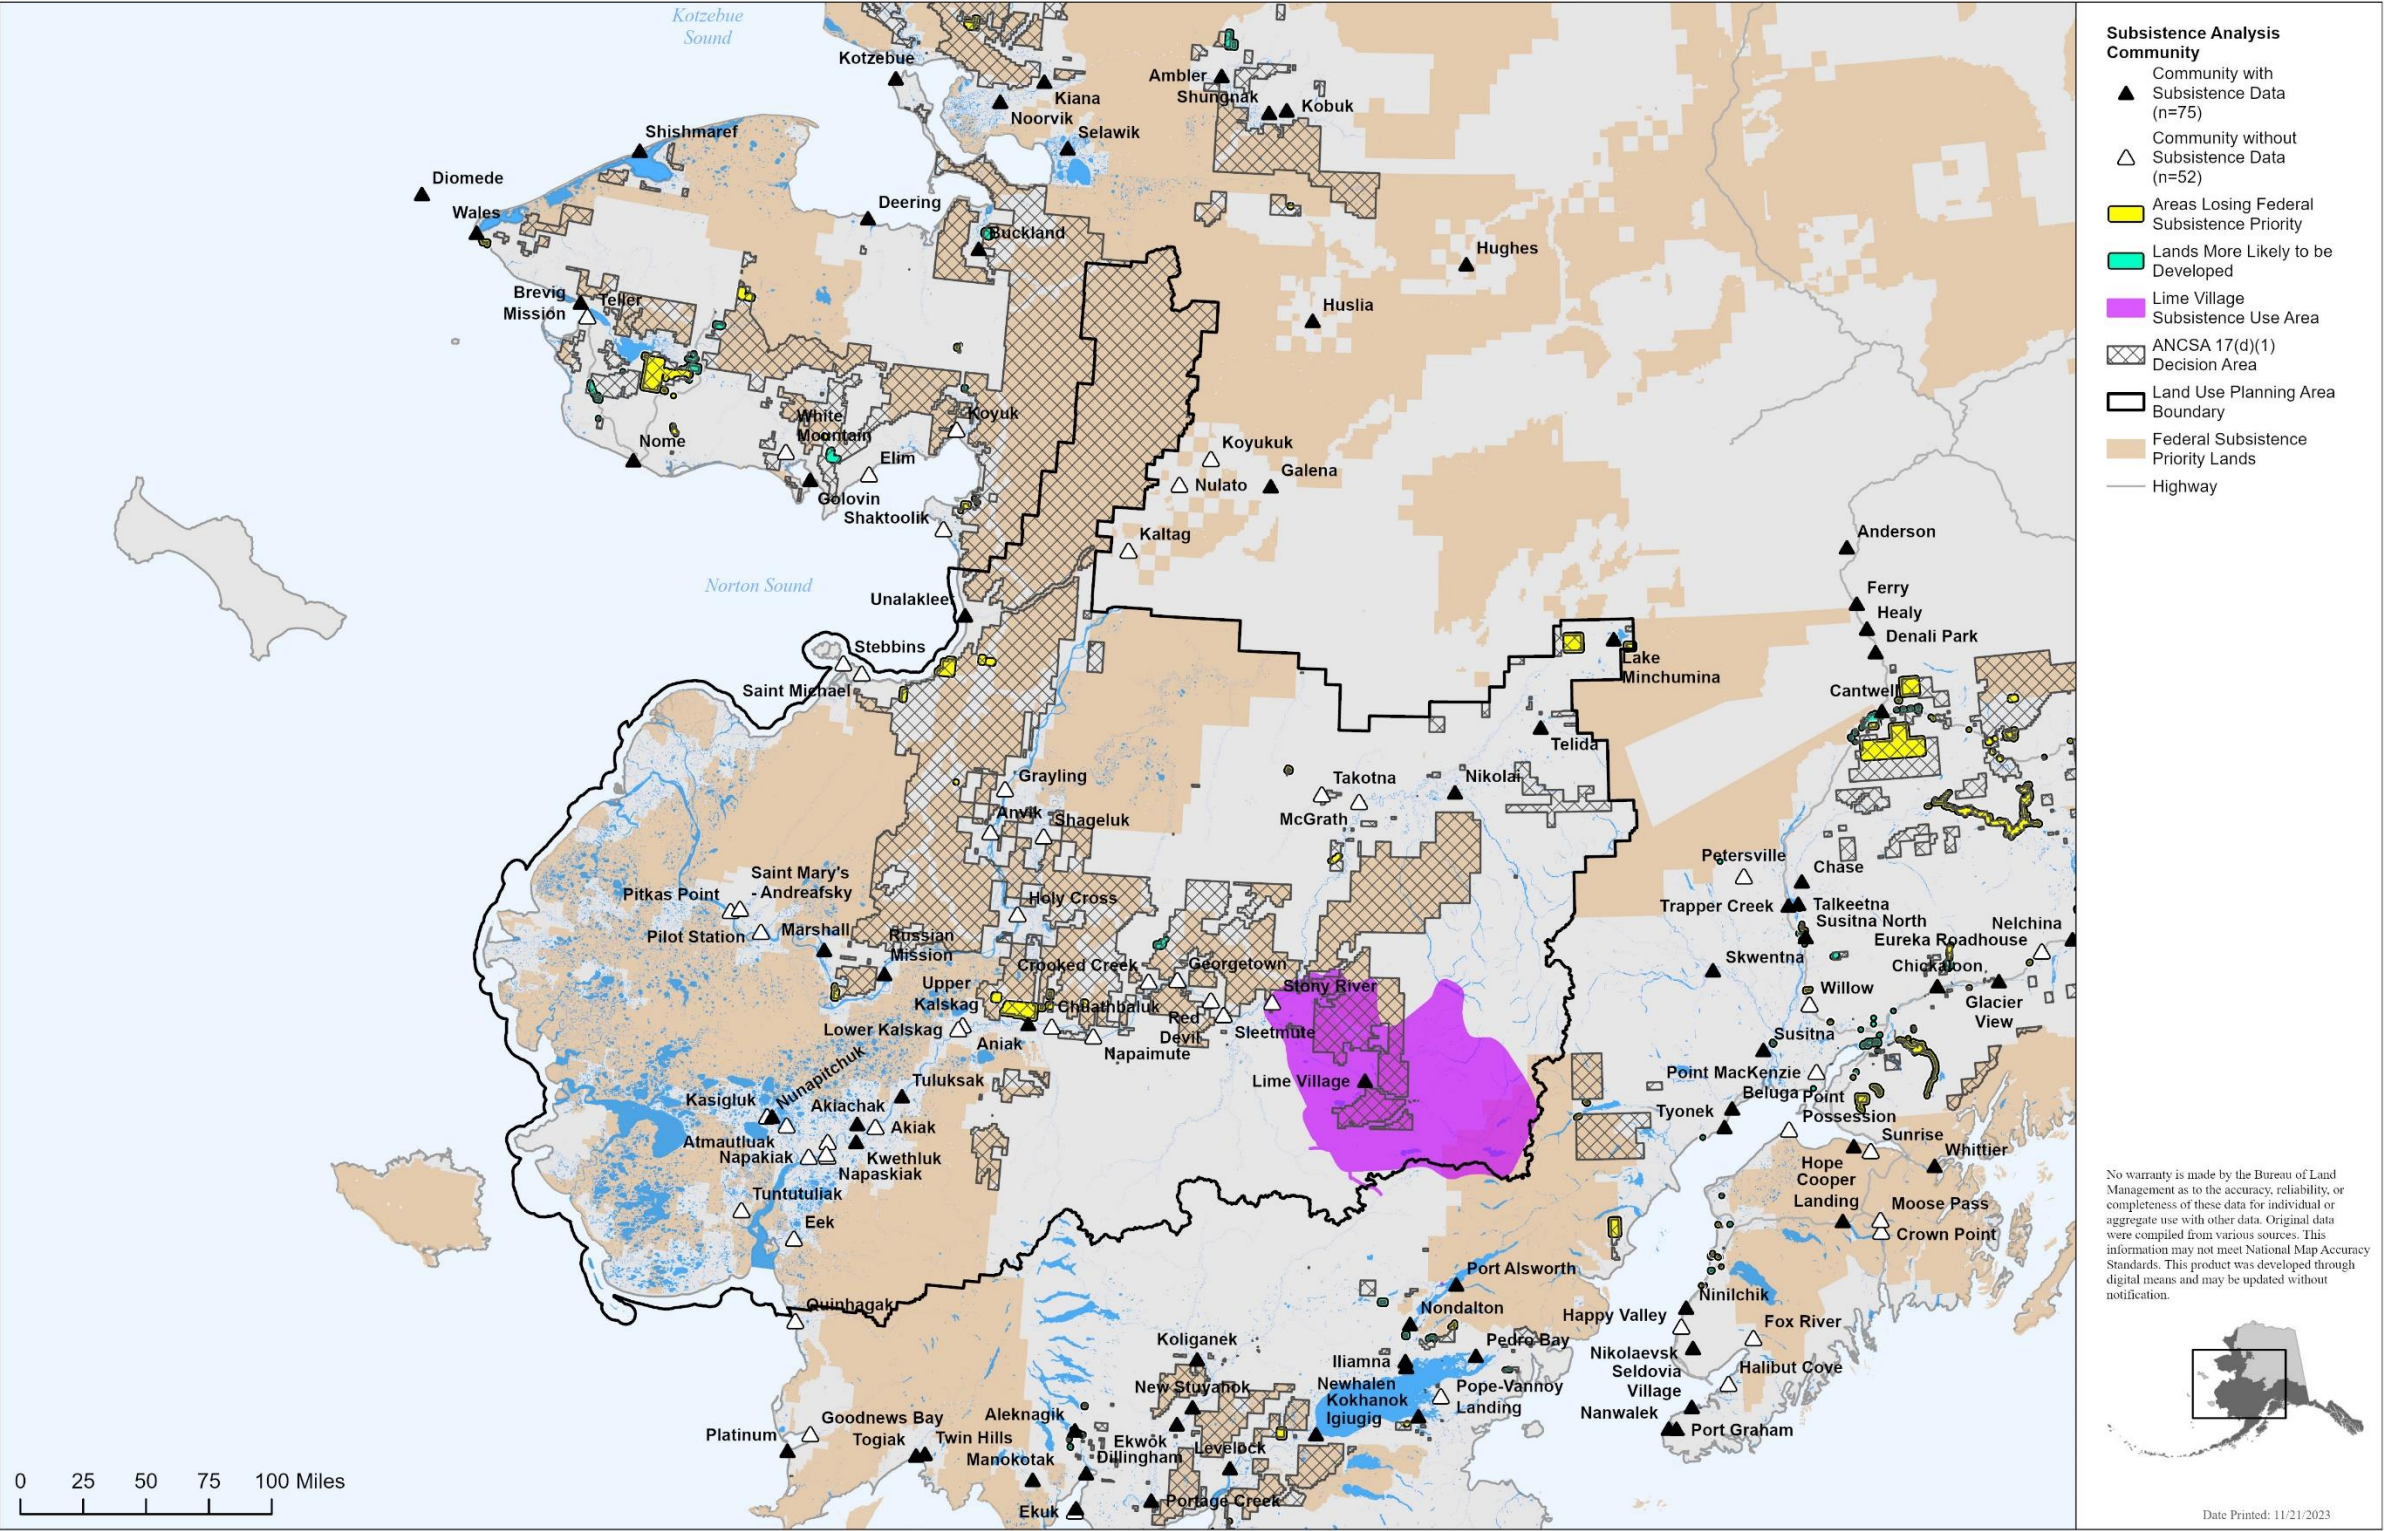 Kotzebue
Sound
Kotzebue
Kiana
Noorvik
Selawik
Ambler
Shungnak
Kobuk
Shishmaref
Diomede
Wales
Deering
Buckland
Hughes
Huslia
Brevig
Mission
Teller
White
Mountain
Koyuk
Nome
Elim
Golovin
Shaktoolik
Koyukuk
Galena
Nulato
Kaltag
Norton Sound
Unalakleet
Stebbins
Saint Michael
Anderson
Ferry
Healy
Denali Park
Lake
Minchumina
Cantwell
Telida
Grayling
Takotna
Nikolai
Anvik
Shageluk
McGrath
Petersville
Chase
Saint Mary's
- Andreafsky
Pitkas Point
Holy Cross
Trapper Creek
Talkeetna
Susitna North
Nelchina
Pilot Station
Marshall
Russian
Mission
Eureka Roadhouse
Crooked Creek
Georgetown
Skwentna
Chickaloon
Upper
Kalskag
Stony River
Willow
Glacier
View
Chuathbaluk
Red
Devil
Lower Kalskag
Sleetmute
Aniak
Napaimute
Susitna
Nunapitchuk
Tuluksak
Lime Village
Point MacKenzie
Kasigluk
Akiachak
Beluga
Point
Possession
Tyonek
Akiak
Atmautluak
Napakiak
Kwethluk
Napaskiak
Sunrise
Whittier
Hope
Cooper
Landing
Tuntutuliak
Moose Pass
Eek
Crown Point
Port Alsworth
Quinhagak
Nondalton
Ninilchik
Happy Valley
Fox River
Koliganek
Pedro Bay
Iliamna
Nikolaevsk
Seldovia
Village
Halibut Cove
New Stuyahok
Newhalen
Kokhanok
Igiugig
Pope-Vannoy
Landing
Nanwalek
Port Graham
Goodnews Bay
Aleknagik
Platinum
Togiak
Twin Hills
Ekwok
Levelock
Dillingham
Manokotak
Portage Creek
Ekuk
0 25 50 75 100 Miles
Subsistence Analysis
Community
Community with
Subsistence Data
(n=75)
Community without
Subsistence Data
(n=52)
Areas Losing Federal
Subsistence Priority
Lands More Likely to be
Developed
Lime Village
Subsistence Use Area
ANCSA 17(d)(1)
Decision Area
Land Use Planning Area
Boundary
Federal Subsistence
Priority Lands
Highway
No warranty is made by the Bureau of Land
Management as to the accuracy, reliability, or
completeness of these data for individual or
aggregate use with other data. Original data
were compiled from various sources. This
information may not meet National Map Accuracy
Standards. This product was developed through
digital means and may be updated without
notification.
Date Printed: 11/21/2023